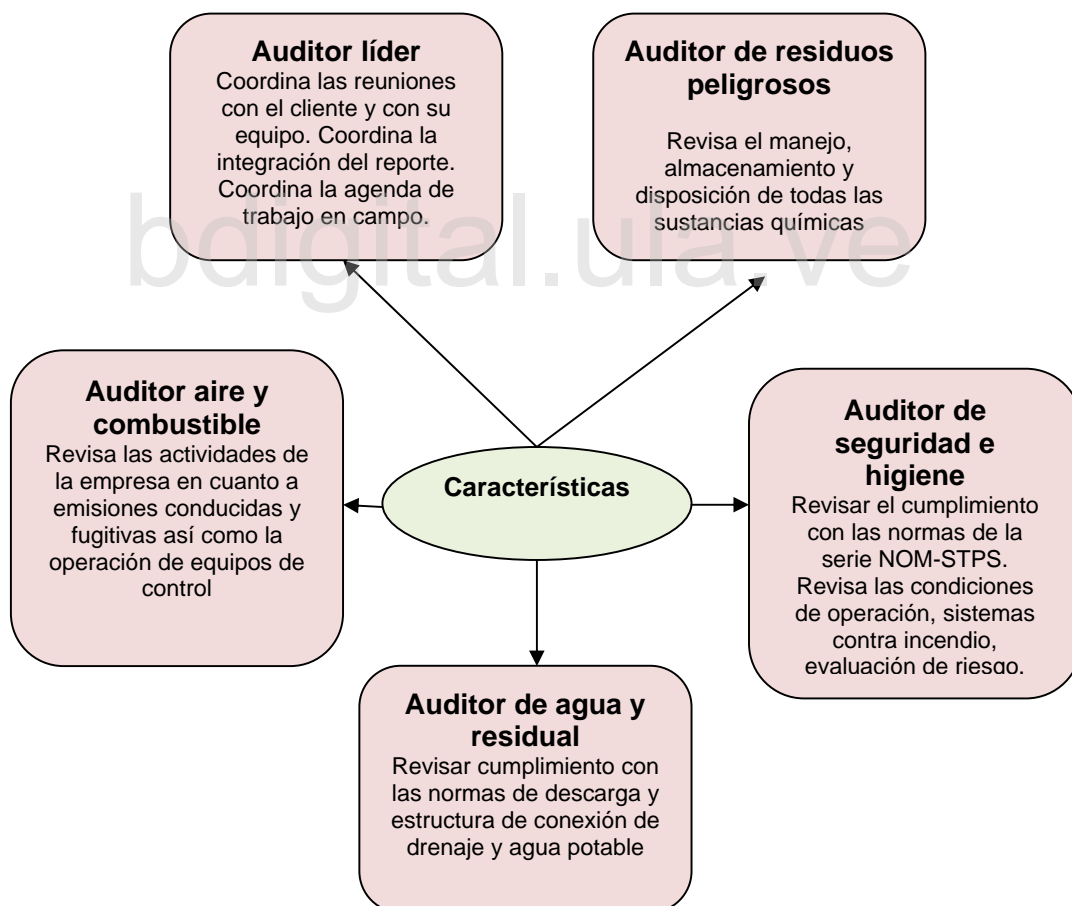 Auditor líder
Coordina las reuniones
con el cliente y con su
equipo. Coordina la
integración del reporte.
Coordina la agenda de
trabajo en campo.
Auditor de residuos
peligrosos
Revisa el manejo,
almacenamiento y
disposición de todas las
sustancias químicas
bdigital.ula.ve
Auditor aire y
combustible
Revisa las actividades de
la empresa en cuanto a
emisiones conducidas y
fugitivas así como la
operación de equipos de
control
Características
Auditor de
seguridad e
higiene
Revisar el cumplimiento
con las normas de la
serie NOM-STPS.
Revisa las condiciones
de operación, sistemas
contra incendio,
evaluación de riesgo.
Auditor de agua y
residual
Revisar cumplimiento con
las normas de descarga y
estructura de conexión de
drenaje y agua potable